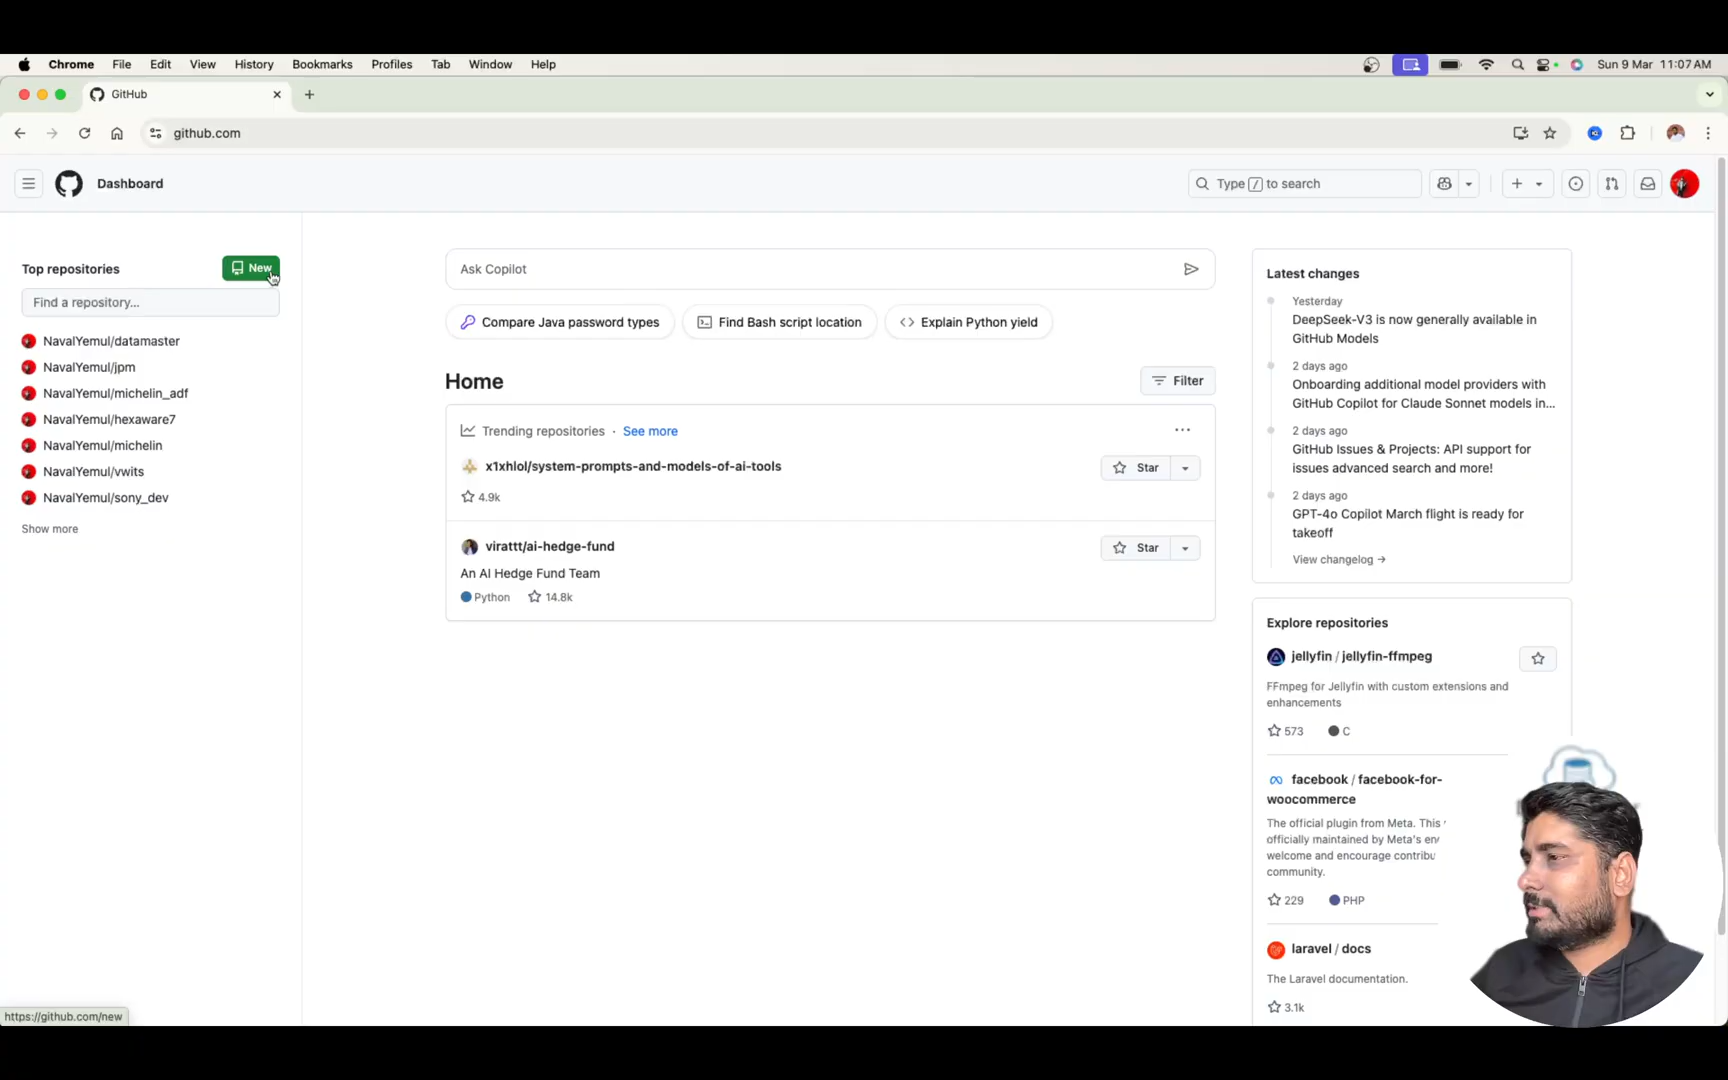 Chrome File Edit View History Bookmarks Profiles Tab Window Help Sun 9 Mar 11:07 AM
GitHub
github.com
Dashboard
Type / to search
Top repositories
New
Find a repository...
NavalYemul/datamaster
NavalYemul/jpm
NavalYemul/michelin_adf
NavalYemul/hexaware7
NavalYemul/michelin
NavalYemul/vwits
NavalYemul/sony_dev
Show more
Ask Copilot
Compare Java password types
Find Bash script location
Explain Python yield
Home
Filter
Trending repositories · See more
x1xhlol/system-prompts-and-models-of-ai-tools
Star
4.9k
virattt/ai-hedge-fund
Star
An AI Hedge Fund Team
Python 14.8k
Latest changes
Yesterday
DeepSeek-V3 is now generally available in
GitHub Models
2 days ago
Onboarding additional model providers with
GitHub Copilot for Claude Sonnet models in...
2 days ago
GitHub Issues & Projects: API support for
issues advanced search and more!
2 days ago
GPT-4o Copilot March flight is ready for
takeoff
View changelog →
Explore repositories
jellyfin / jellyfin-ffmpeg
FFmpeg for Jellyfin with custom extensions and
enhancements
573 C
facebook / facebook-for-
woocommerce
The official plugin from Meta. This
officially maintained by Meta's
welcome and encourage
community.
229 PHP
laravel / docs
The Laravel documentation.
3.1k
https://github.com/new